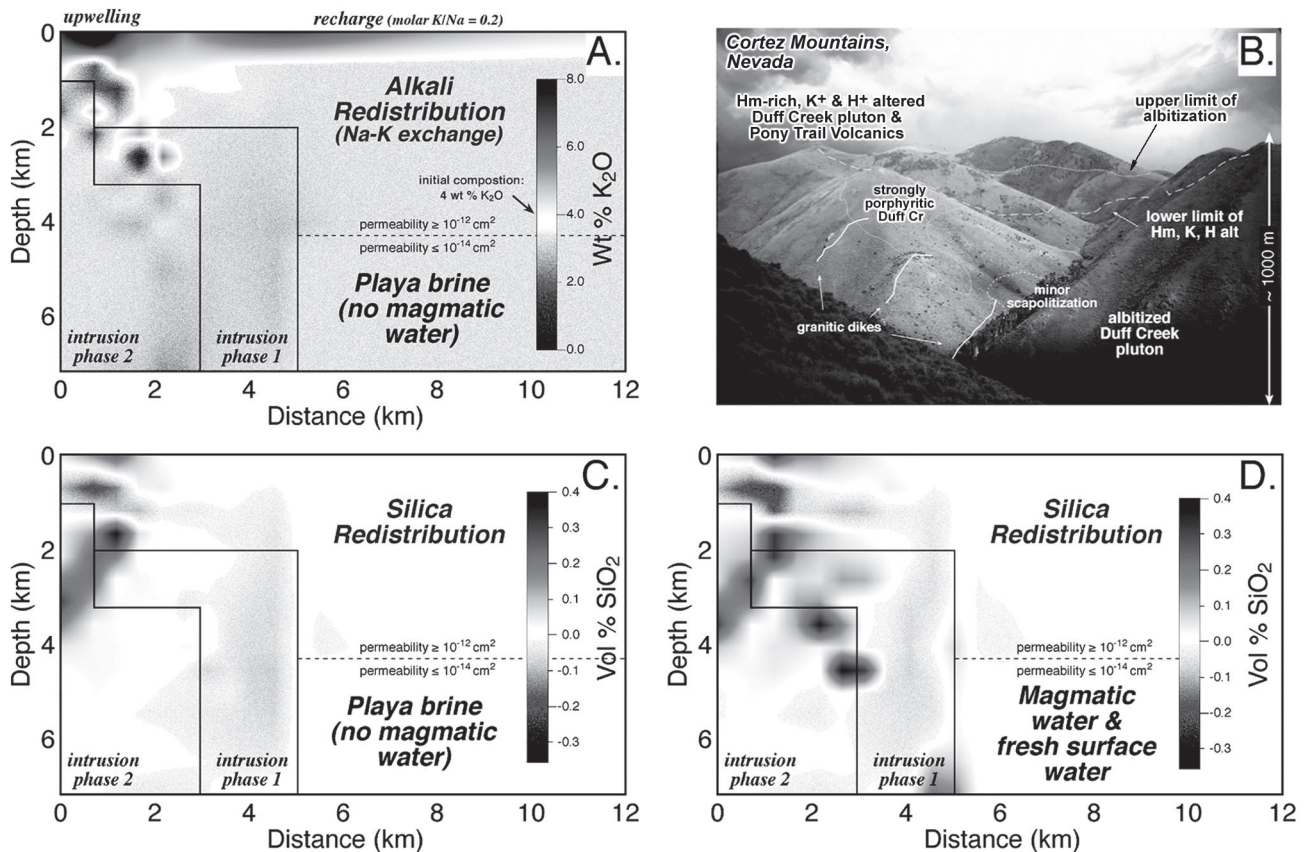 upwelling
recharge (molar K/Na = 0.2)
A.
0
2
4
6
Depth (km)
Alkali
Redistribution
(Na-K exchange)
initial compostion:
4 wt % K2O
permeability ≥ 10-12 cm2
permeability ≤ 10-14 cm2
Playa brine
(no magmatic
water)
intrusion
phase 2
intrusion
phase 1
8.0
6.0
4.0
2.0
0.0
Wt % K2O
0 2 4 6 8 10 12
Distance (km)
B.
Cortez Mountains,
Nevada
Hm-rich, K+ & H+ altered
Duff Creek pluton &
Pony Trail Volcanics
upper limit of
albitization
strongly
porphyritic
Duff Cr
lower limit of
Hm, K, H alt
minor
scapolitization
granitic dikes
albitized
Duff Creek
pluton
~ 1000 m
C.
0
2
4
6
Depth (km)
Silica
Redistribution
permeability ≥ 10-12 cm2
permeability ≤ 10-14 cm2
Playa brine
(no magmatic
water)
intrusion
phase 2
intrusion
phase 1
0.4
0.3
0.2
0.1
0.0
-0.1
-0.2
-0.3
Vol % SiO2
0 2 4 6 8 10 12
Distance (km)
D.
0
2
4
6
Depth (km)
Silica
Redistribution
permeability ≥ 10-12 cm2
permeability ≤ 10-14 cm2
Magmatic
water &
fresh surface
water
intrusion
phase 2
intrusion
phase 1
0.4
0.3
0.2
0.1
0.0
-0.1
-0.2
-0.3
Vol % SiO2
0 2 4 6 8 10 12
Distance (km)